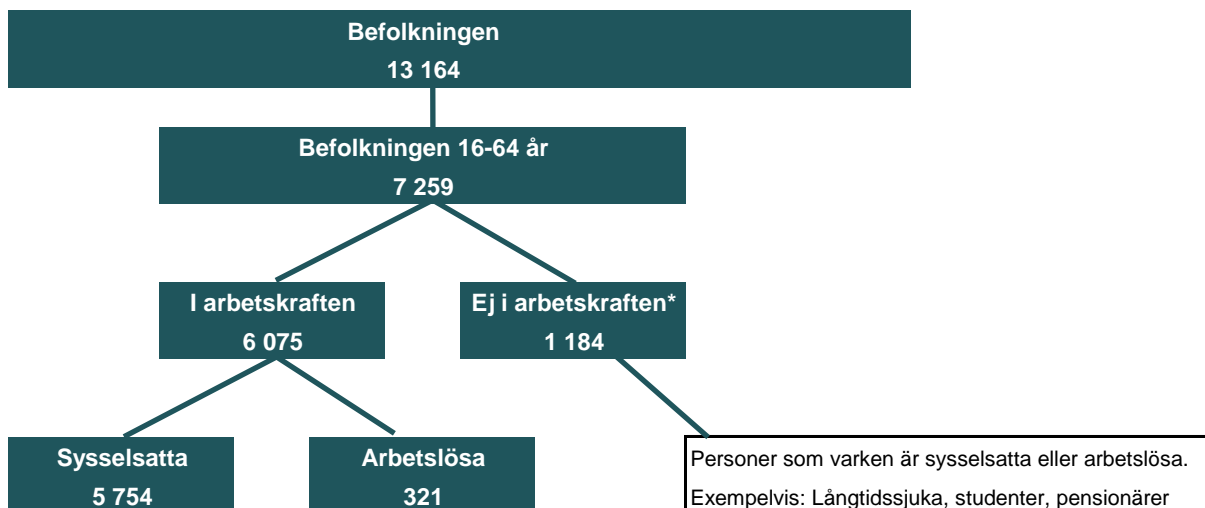 Befolkningen
13 164
Befolkningen 16-64 år
7 259
I arbetskraften
6 075
Ej i arbetskraften*
1 184
Sysselsatta
5 754
Arbetslösa
321
Personer som varken är sysselsatta eller arbetslösa.
Exempelvis: Långtidssjuka, studenter, pensionärer